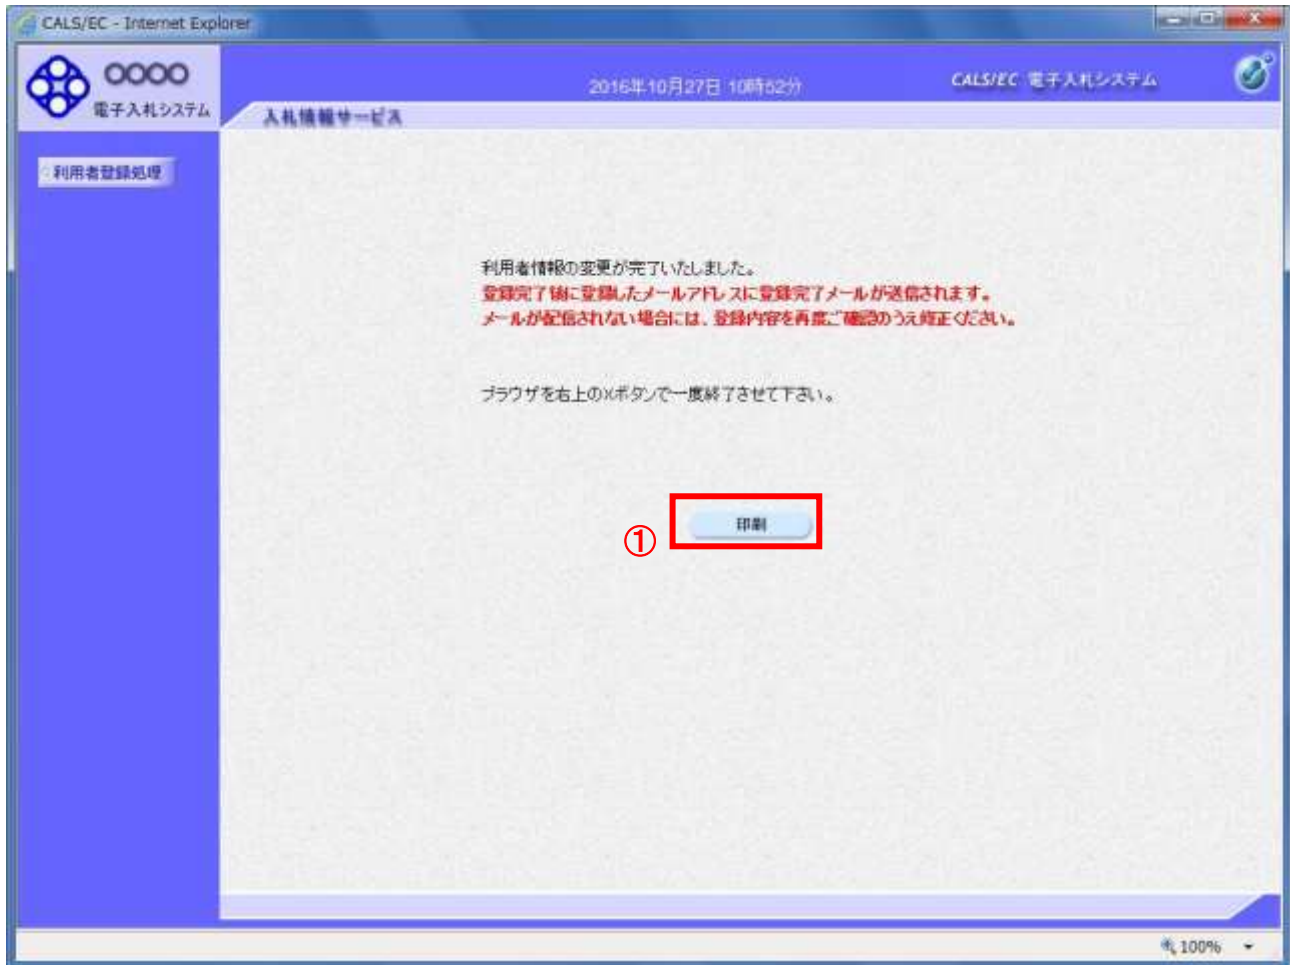 CALS/EC - Internet Explorer
○○○○
電子入札システム
2016年10月27日 10時52分
CALS/EC 電子入札システム
入札情報サービス
利用者登録処理
利用者情報の変更が完了いたしました。
登録完了後に登録したメールアドレスに登録完了メールが送信されます。
メールが配信されない場合には、登録内容を再度ご確認のうえ修正ください。
ブラウザを右上の×ボタンで一度終了させて下さい。
①
印刷
100%